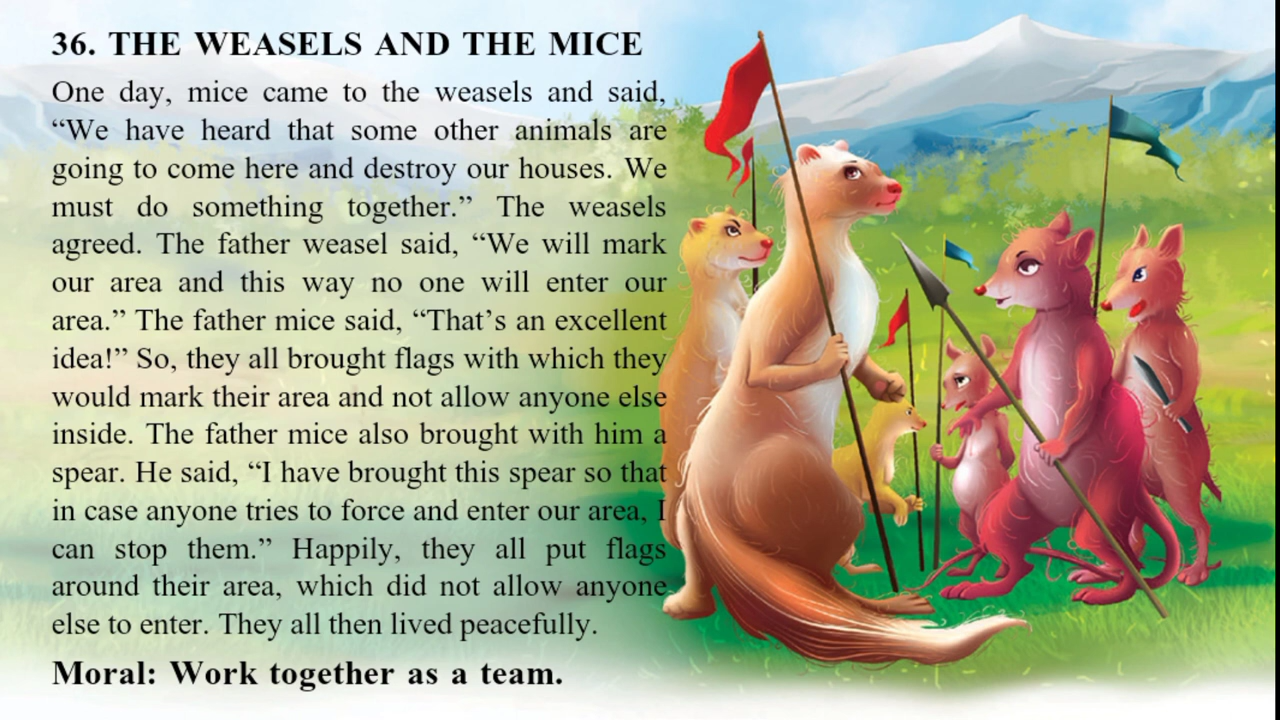 36. THE WEASELS AND THE MICE
One day, mice came to the weasels and said,
“We have heard that some other animals are
going to come here and destroy our houses. We
must do something together.” The weasels
agreed. The father weasel said, “We will mark
our area and this way no one will enter our
area.” The father mice said, “That’s an excellent
idea!” So, they all brought flags with which they
would mark their area and not allow anyone else
inside. The father mice also brought with him a
spear. He said, “I have brought this spear so that
in case anyone tries to force and enter our area, I
can stop them.” Happily, they all put flags
around their area, which did not allow anyone
else to enter. They all then lived peacefully.
Moral: Work together as a team.